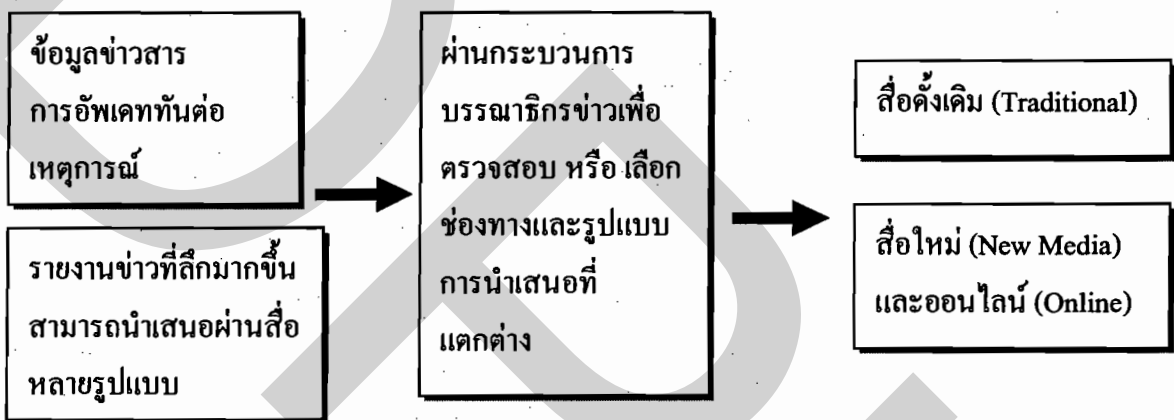 ข้อมูลข่าวสาร
การอัพเดททันต่อ
เหตุการณ์
รายงานข่าวที่ลึกมากขึ้น
สามารถนำเสนอผ่านสื่อ
หลายรูปแบบ
ผ่านกระบวนการ
บรรณาธิกรข่าวเพื่อ
ตรวจสอบ หรือ เลือก
ช่องทางและรูปแบบ
การนำเสนอที่
แตกต่าง
สื่อดั้งเดิม (Traditional)
สื่อใหม่ (New Media)
และออนไลน์ (Online)